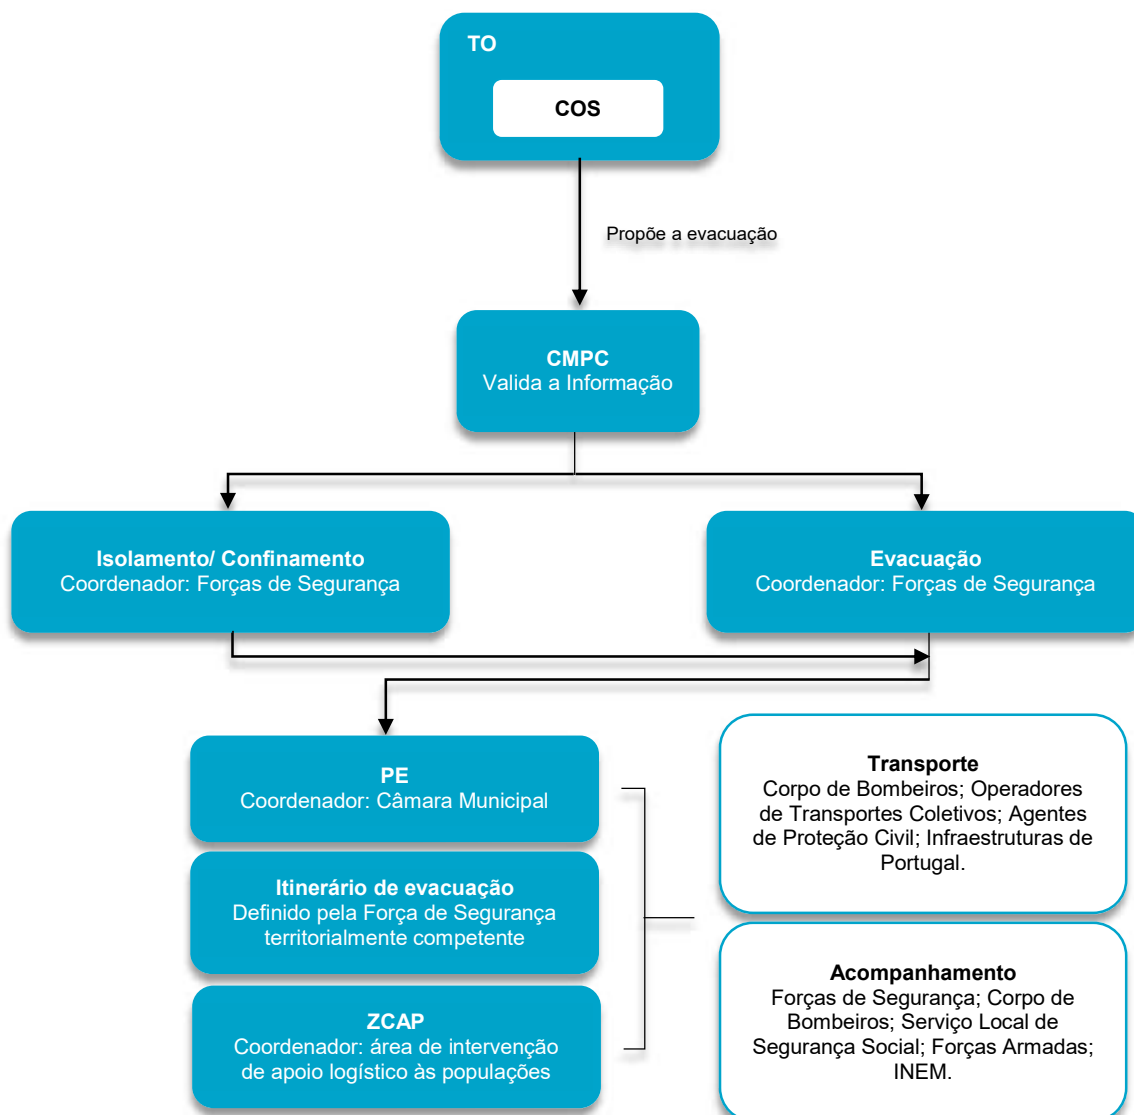 TO
COS
Propõe a evacuação
CMPC
Valida a Informação
Isolamento/ Confinamento
Coordenador: Forças de Segurança
Evacuação
Coordenador: Forças de Segurança
PE
Coordenador: Câmara Municipal
Itinerário de evacuação
Definido pela Força de Segurança
territorialmente competente
ZCAP
Coordenador: área de intervenção
de apoio logístico às populações
Transporte
Corpo de Bombeiros; Operadores
de Transportes Coletivos; Agentes
de Proteção Civil; Infraestruturas de
Portugal.
Acompanhamento
Forças de Segurança; Corpo de
Bombeiros; Serviço Local de
Segurança Social; Forças Armadas;
INEM.